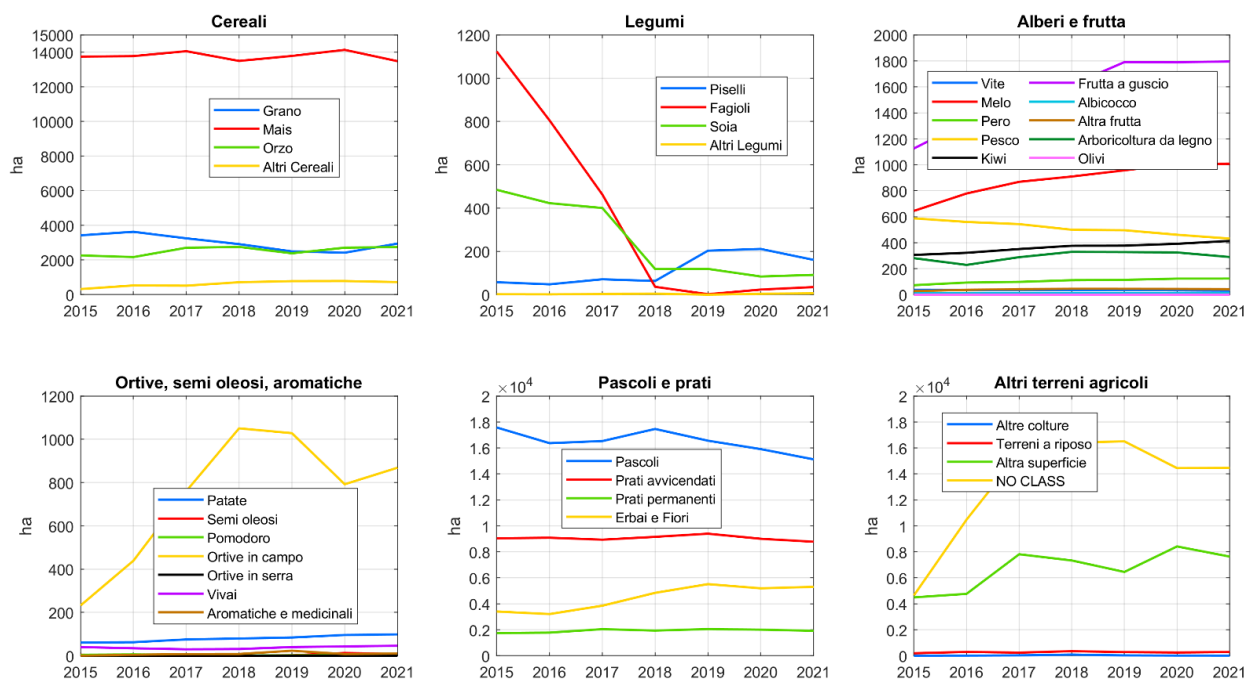 Cereali
15000
14000
12000
10000
8000
6000
4000
2000
0
ha
Grano
Mais
Orzo
Altri Cereali
2015 2016 2017 2018 2019 2020 2021
Legumi
1200
1000
800
600
400
200
0
ha
Piselli
Fagioli
Soia
Altri Legumi
2015 2016 2017 2018 2019 2020 2021
Alberi e frutta
2000
1800
1600
1400
1200
1000
800
600
400
200
0
ha
Vite Frutta a guscio
Melo Albicocco
Pero Altra frutta
Pesco Arboricoltura da legno
Kiwi Olivi
2015 2016 2017 2018 2019 2020 2021
Ortive, semi oleosi, aromatiche
1200
1000
800
600
400
200
0
ha
Patate
Semi oleosi
Pomodoro
Ortive in campo
Ortive in serra
Vivai
Aromatiche e medicinali
2015 2016 2017 2018 2019 2020 2021
Pascoli e prati
×10⁴
2
1.8
1.6
1.4
1.2
1
0.8
0.6
0.4
0.2
0
ha
Pascoli
Prati avvicendati
Prati permanenti
Erbai e Fiori
2015 2016 2017 2018 2019 2020 2021
Altri terreni agricoli
×10⁴
2
1.8
1.6
1.4
1.2
1
0.8
0.6
0.4
0.2
0
ha
Altre colture
Terreni a riposo
Altra superficie
NO CLASS
2015 2016 2017 2018 2019 2020 2021